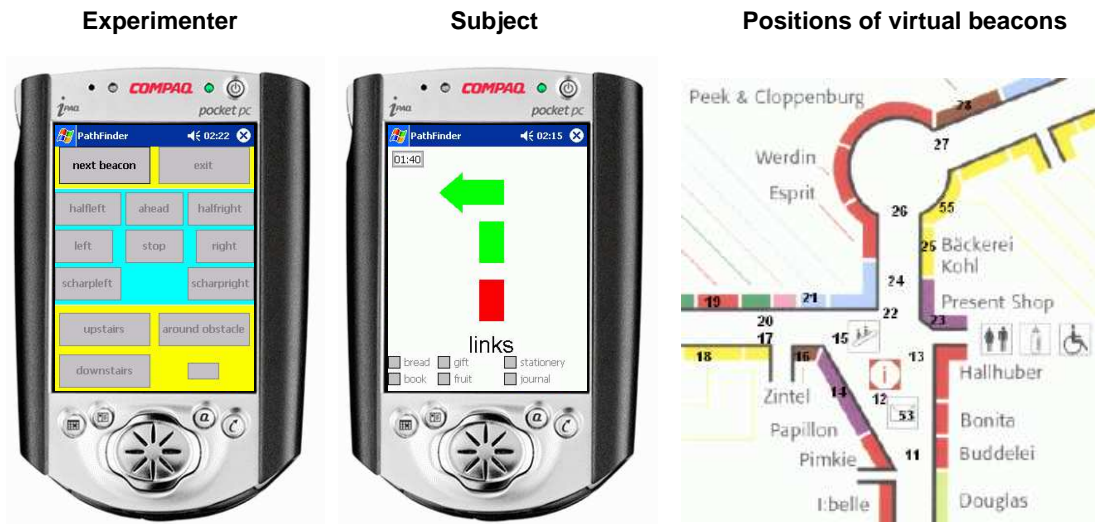 Experimenter
Subject
Positions of virtual beacons
COMPAQ
iPAQ
pocket pc
PathFinder
02:22
next beacon
exit
halfleft
ahead
halfright
left
stop
right
scharpleft
scharpright
upstairs
around obstacle
downstairs
COMPAQ
iPAQ
pocket pc
PathFinder
02:15
01:40
links
bread
gift
stationery
book
fruit
journal
Peek & Cloppenburg
28
27
Werdin
Esprit
26
55
25
Bäckerei
Kohl
24
Present Shop
19
21
22
23
20
17
15
18
16
13
Hallhuber
i
Zintel
14
12
53
Bonita
Papillon
Pimkie
11
Buddelei
I:belle
Douglas